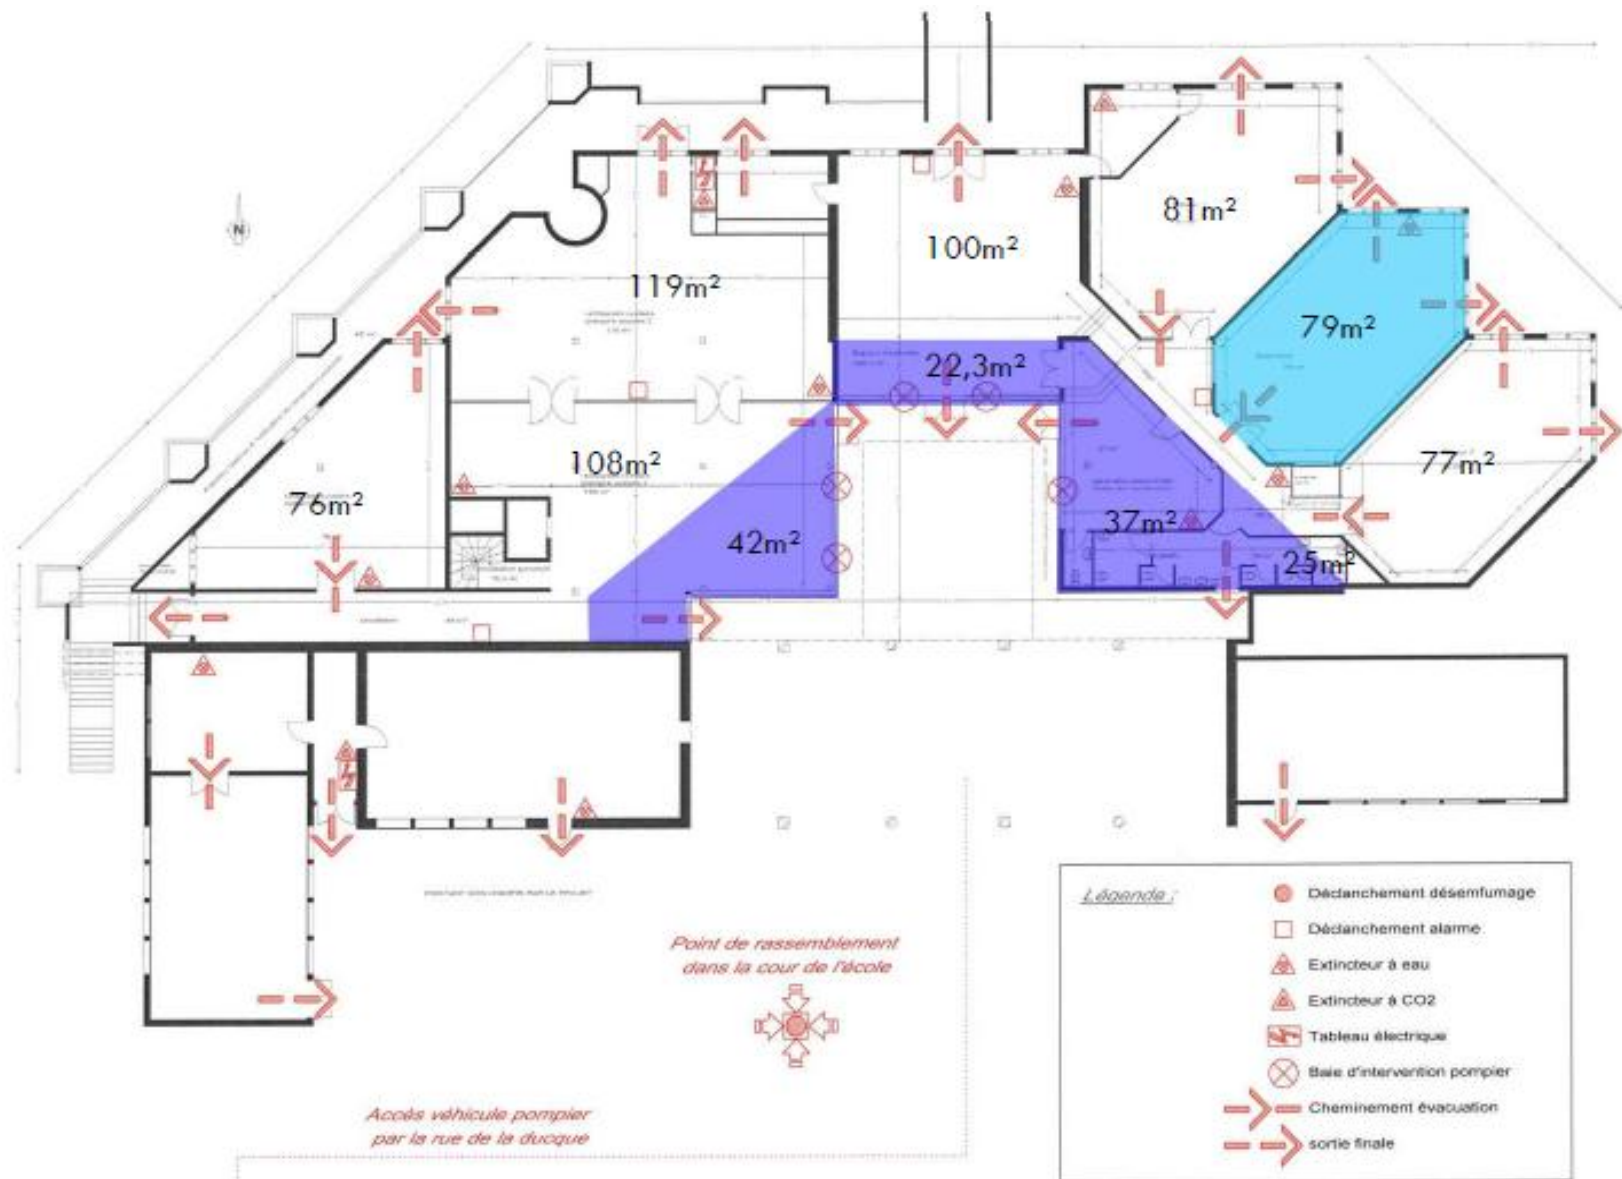 N
81m²
100m²
119m²
79m²
22,3m²
108m²
77m²
76m²
42m²
37m²
25m²
Légende :
Déclanchement désemfumage
Déclanchement alarme
Extincteur à eau
Extincteur à CO2
Tableau électrique
Baie d'intervention pompier
Cheminement évacuation
sortie finale
Point de rassemblement
dans la cour de l'école
Accès véhicule pompier
par la rue de la ducque